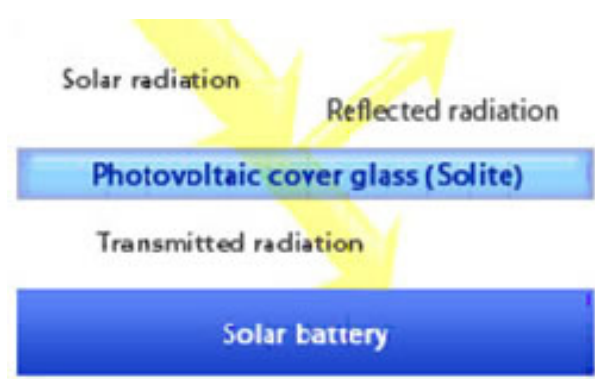 Solar radiation
Reflected radiation
Photovoltaic cover glass (Solite)
Transmitted radiation
Solar battery